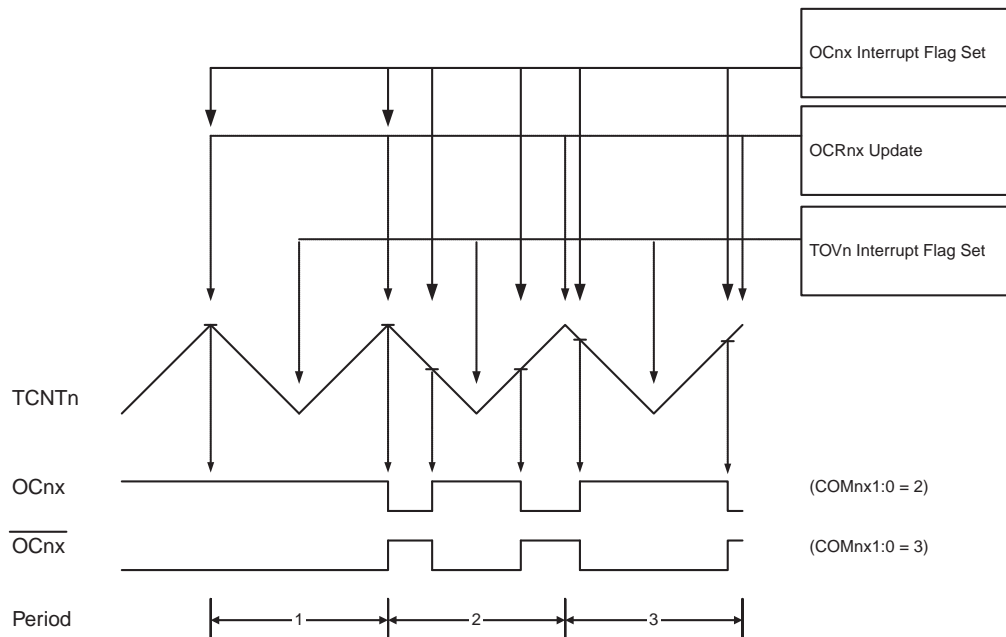 OCnx Interrupt Flag Set
OCRnx Update
TOVn Interrupt Flag Set
TCNTn
OCnx
(COMnx1:0 = 2)
OCnx
(COMnx1:0 = 3)
Period
1
2
3